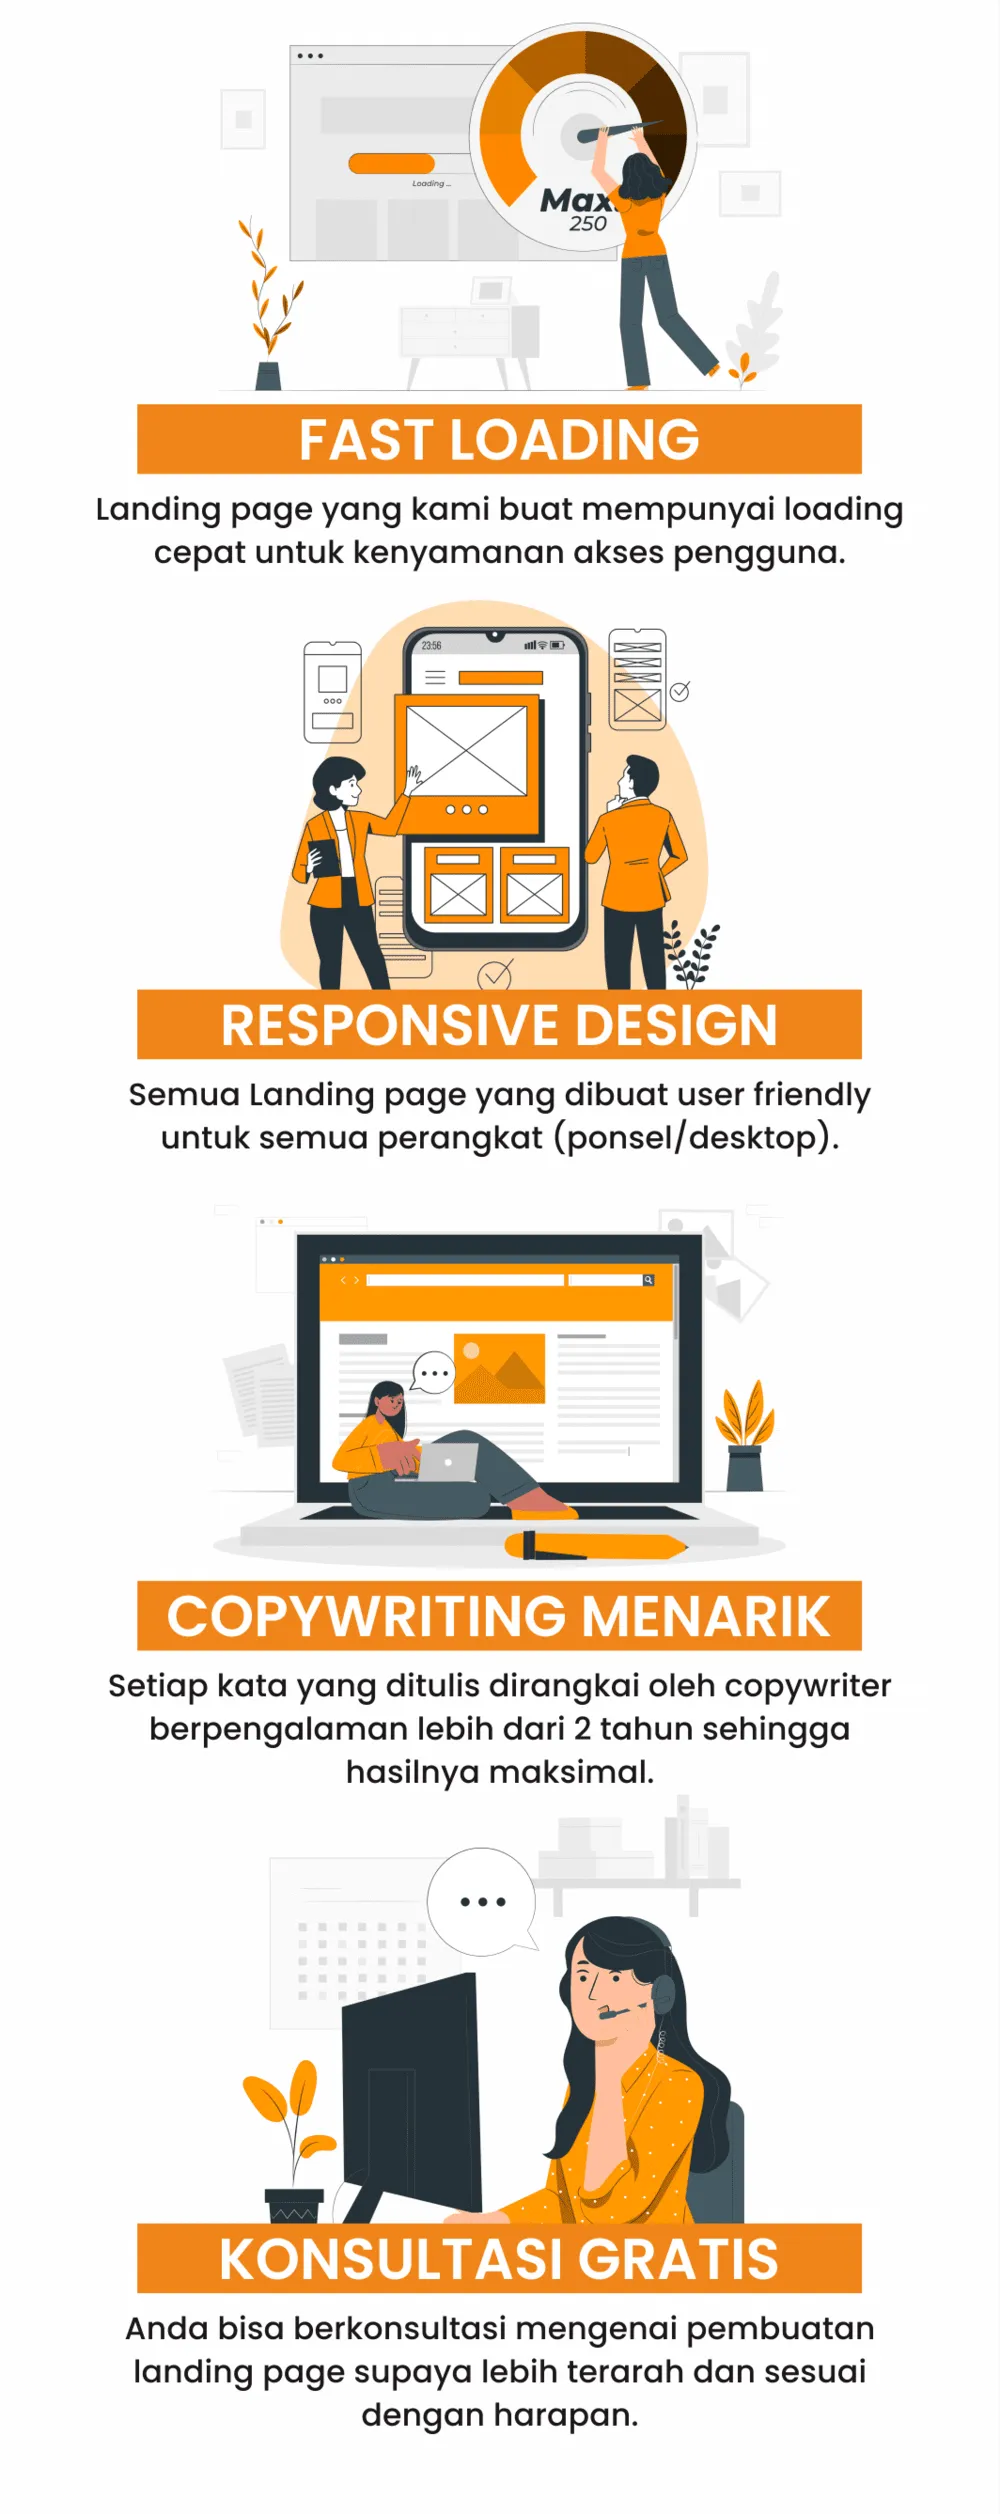 Loading ...
Max.
250
FAST LOADING
Landing page yang kami buat mempunyai loading
cepat untuk kenyamanan akses pengguna.
23:56
RESPONSIVE DESIGN
Semua Landing page yang dibuat user friendly
untuk semua perangkat (ponsel/desktop).
COPYWRITING MENARIK
Setiap kata yang ditulis dirangkai oleh copywriter
berpengalaman lebih dari 2 tahun sehingga
hasilnya maksimal.
KONSULTASI GRATIS
Anda bisa berkonsultasi mengenai pembuatan
landing page supaya lebih terarah dan sesuai
dengan harapan.